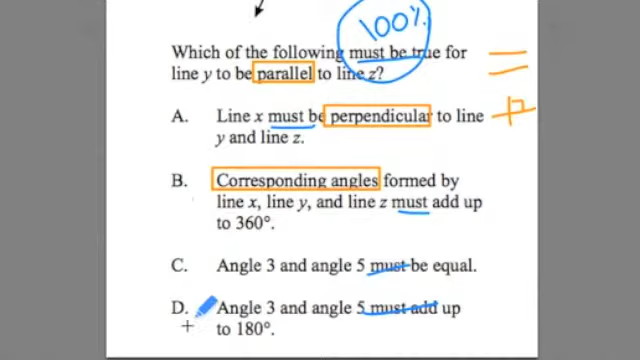 100%
Which of the following must be true for
line y to be parallel to line z?
A. Line x must be perpendicular to line
y and line z.
B. Corresponding angles formed by
line x, line y, and line z must add up
to 360°.
C. Angle 3 and angle 5 must be equal.
D. Angle 3 and angle 5 must add up
to 180°.